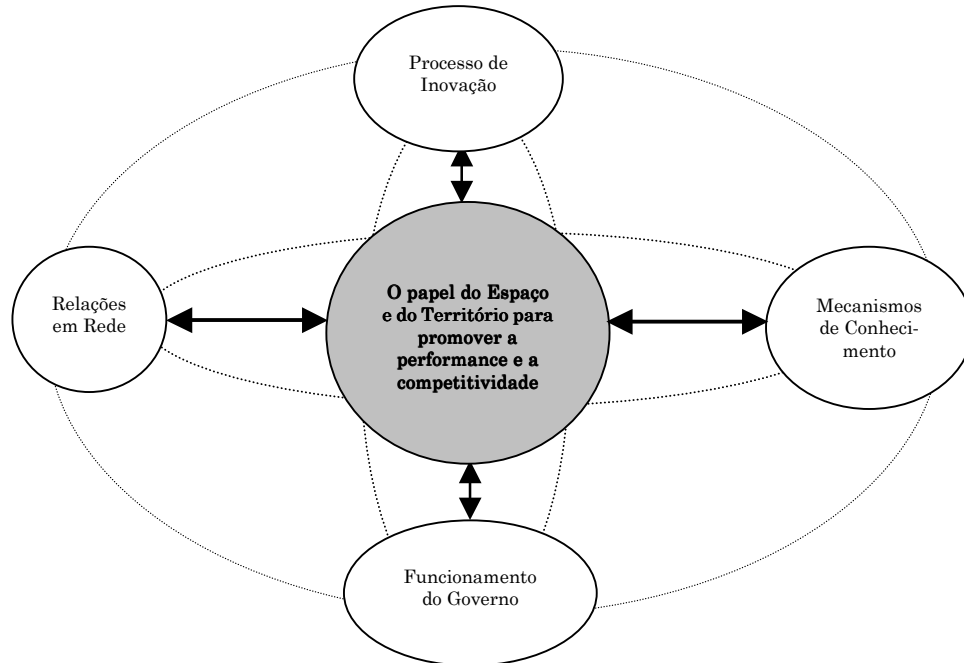 Processo de
Inovação
Relações
em Rede
O papel do Espaço
e do Território para
promover a
performance e a
competitividade
Mecanismos
de Conheci-
mento
Funcionamento
do Governo